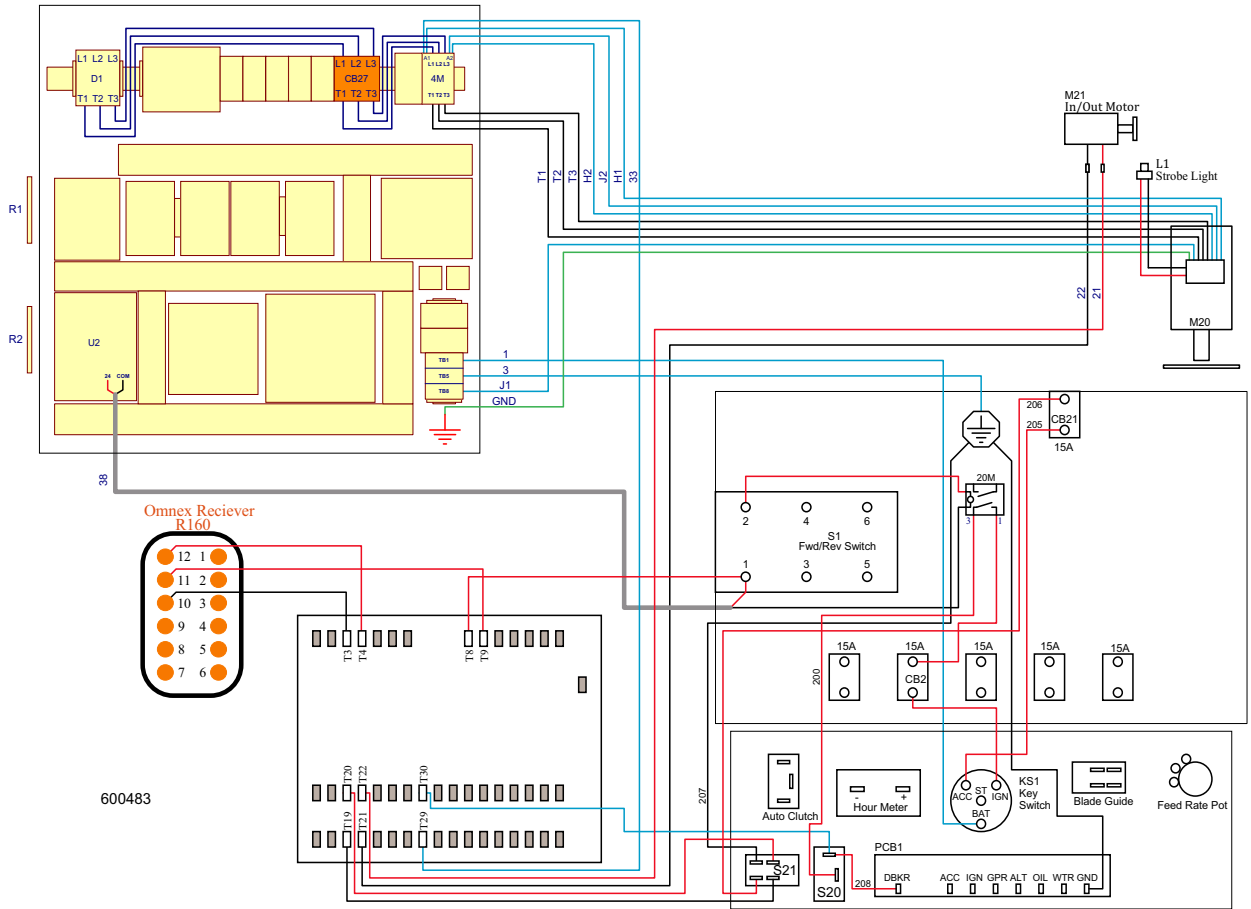 L1 L2 L3
D1
T1 T2 T3
L1 L2 L3
CB27
T1 T2 T3
A1 A2
L1 L2 L3
4M
T1 T2 T3
M21
In/Out Motor
L1
Strobe Light
T1
T2
T3
H2
J2
H1
33
R1
R2
U2
24 COM
TB1
TB5
TB8
1
3
J1
GND
22
21
M20
38
206
CB21
205
15A
20M
3 1
2 4 6
S1
Fwd/Rev Switch
1 3 5
Omnex Reciever
R160
12 1
11 2
10 3
9 4
8 5
7 6
T3
T4
T8
T9
T20
T22
T30
T19
T21
T29
600483
200
15A
15A
CB2
15A
15A
15A
207
Auto Clutch
- +
Hour Meter
ACC ST IGN
BAT
KS1
Key
Switch
Blade Guide
Feed Rate Pot
S21
S20
208
PCB1
DBKR ACC IGN GPR ALT OIL WTR GND